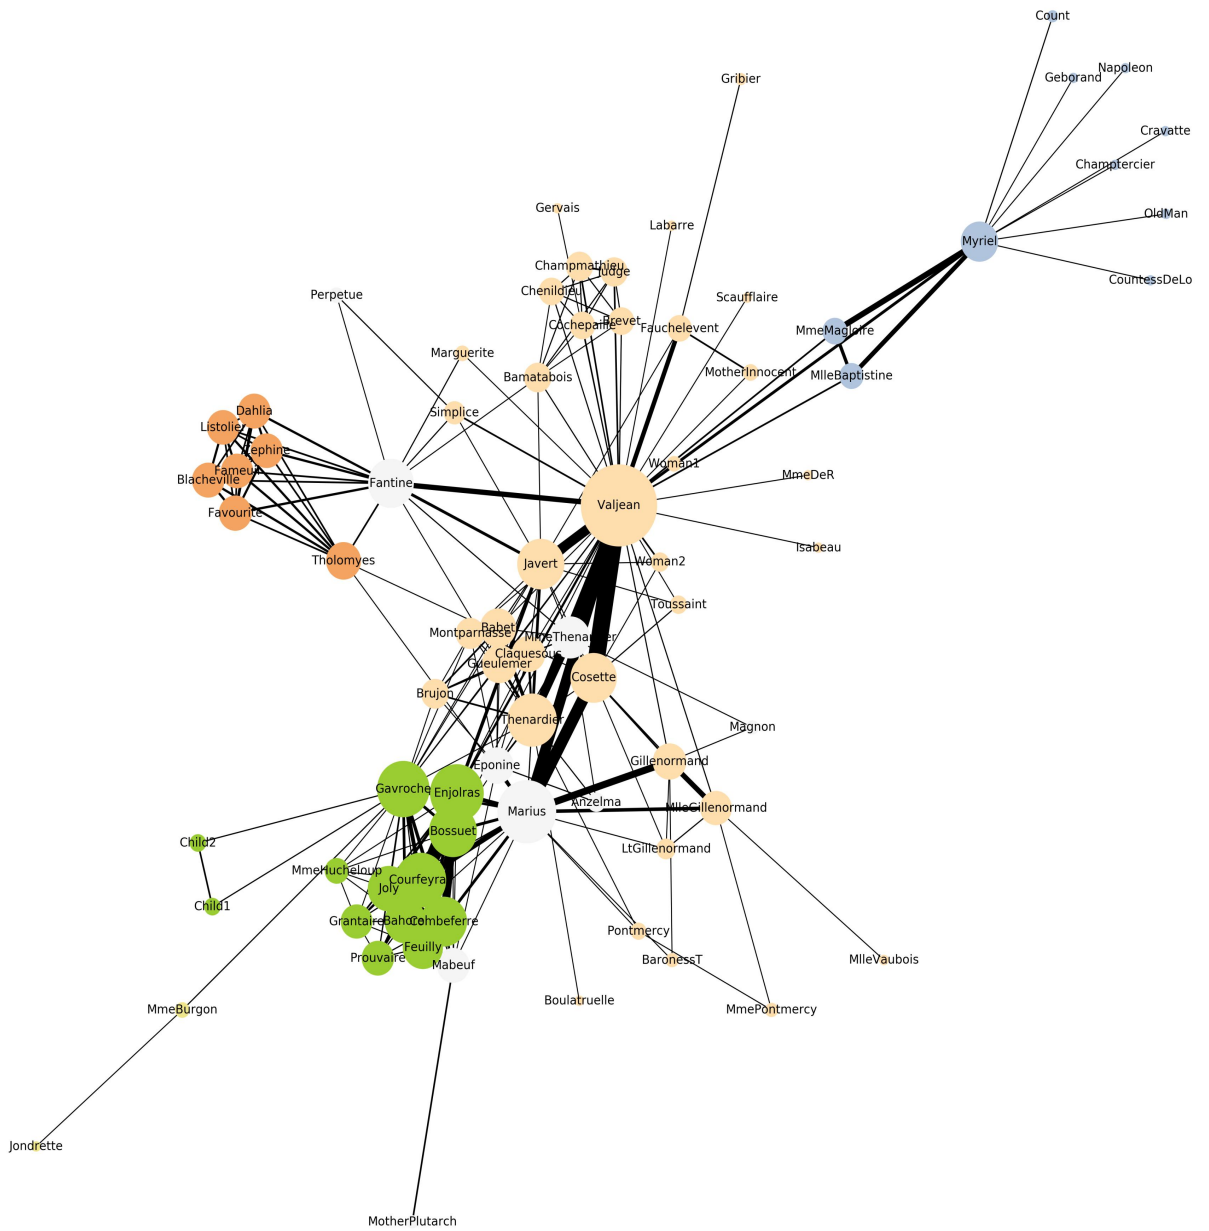 Count
Napoleon
Geborand
Gribier
Cravatte
Champtercier
Gervais
OldMan
Labarre
Myriel
Champmathieu
Judge
CountessDeLo
Chenildieu
Perpetue
Scaufflaire
Cochepaille
Brevet
Fauchelevent
MmeMagloire
Marguerite
MotherInnocent
MlleBaptistine
Bamatabois
Dahlia
Simplice
Listolier
Zephine
Woman1
Fameuil
MmeDeR
Blacheville
Fantine
Valjean
Favourite
Isabeau
Tholomyes
Javert
Woman2
Toussaint
Babet
Montparnasse
MmeThenardier
Claquesous
Gueulemer
Cosette
Brujon
Thenardier
Magnon
Gillenormand
Eponine
Gavroche
Enjolras
Anzelma
MlleGillenormand
Marius
Bossuet
Child2
LtGillenormand
MmeHucheloup
Courfeyrac
Joly
Child1
Grantaire
Bahorel
Combeferre
Pontmercy
Feuilly
Prouvaire
Mabeuf
BaronessT
MlleVaubois
Boulatruelle
MmeBurgon
MmePontmercy
Jondrette
MotherPlutarch